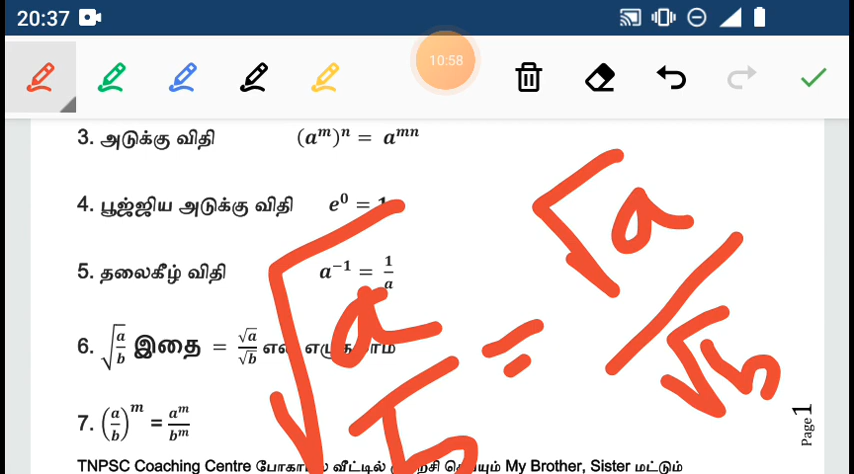 20:37
10:58
3. அடுக்கு விதி (aᵐ)ⁿ = aᵐⁿ
4. பூஜ்ஜிய அடுக்கு விதி e⁰ = 1
5. தலைகீழ் விதி a⁻¹ = 1/a
6. √(a/b) இதை = √a/√b
7. (a/b)ᵐ = aᵐ/bᵐ
√(a/b) = √a/√b
Page 1
TNPSC Coaching Centre வீட்டில் My Brother, Sister மட்டும்